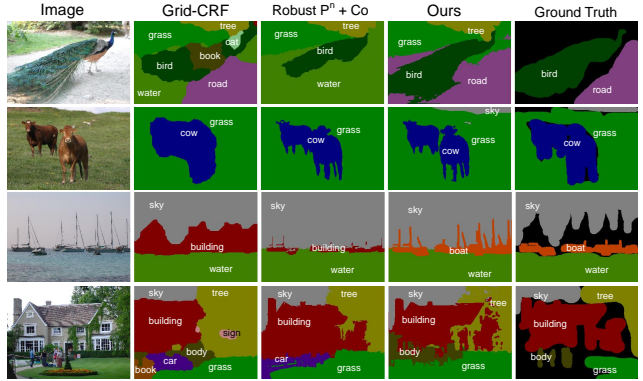 Image Grid-CRF Robust Pⁿ + Co Ours Ground Truth
tree tree tree
grass cat grass grass
bird book bird bird bird
road road
water water
sky
cow grass cow grass cow grass cow grass
sky sky sky sky
building building boat boat
water water water water
sky tree sky tree sky tree sky tree
building sign building building building
car body car body body
book grass grass grass grass